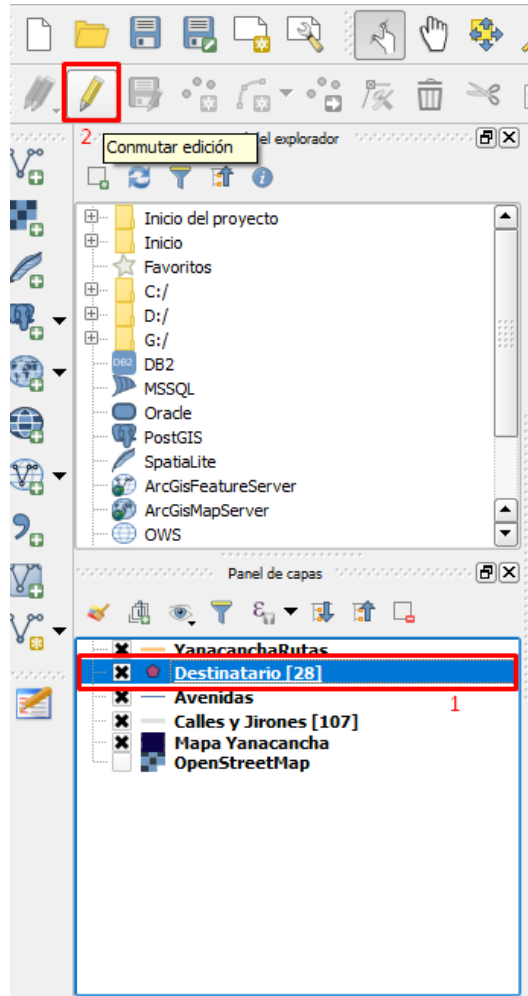 2
Conmutar edición
el explorador
Inicio del proyecto
Inicio
Favoritos
C:/
D:/
G:/
DB2
DB2
MSSQL
Oracle
PostGIS
SpatiaLite
ArcGisFeatureServer
ArcGisMapServer
OWS
Panel de capas
YanacanchaRutas
Destinatario [28]
1
Avenidas
Calles y Jirones [107]
Mapa Yanacancha
OpenStreetMap